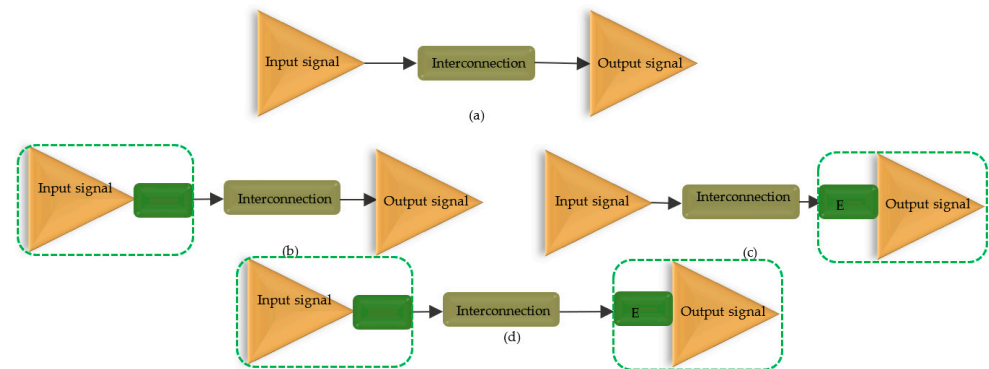 Input signal
Interconnection
Output signal
(a)
Input signal
Interconnection
Output signal
(b)
Input signal
Interconnection
E
Output signal
(c)
Input signal
Interconnection
E
Output signal
(d)